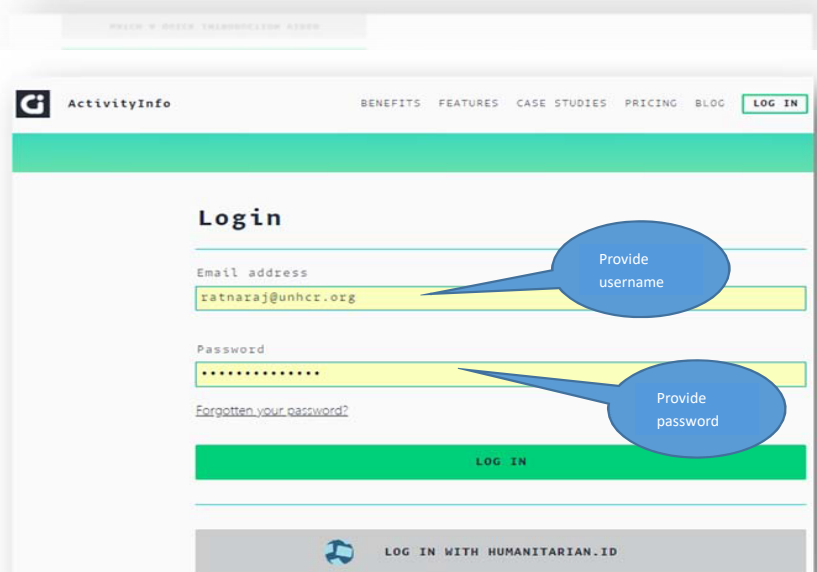 ActivityInfo BENEFITS FEATURES CASE STUDIES PRICING BLOG LOG IN
Login
Email address
Provide
username
ratnaraj@unhcr.org
Password
••••••••••••••
Provide
password
Forgotten your password?
LOG IN
LOG IN WITH HUMANITARIAN.ID